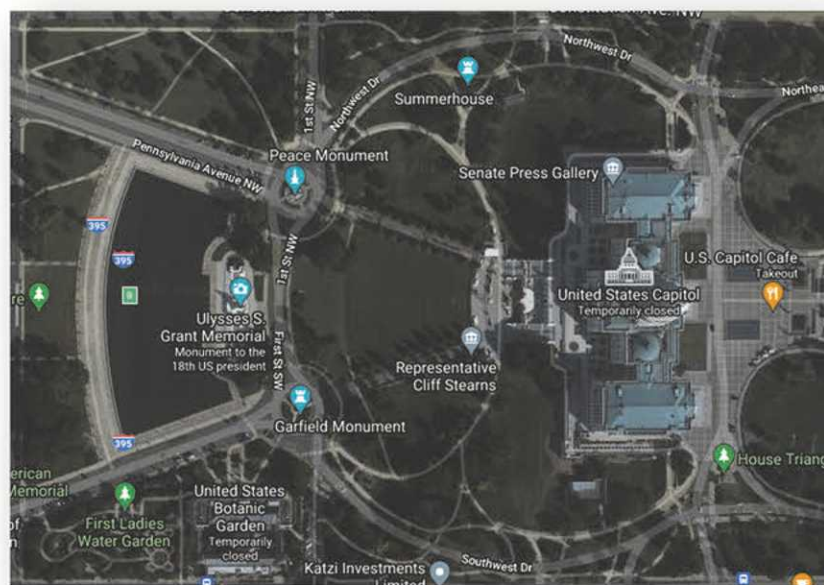 Northwest Dr
Northwest Dr
1st St NW
Summerhouse
Pennsylvania Avenue NW
Peace Monument
Senate Press Gallery
395
395
1st St NW
U.S. Capitol Cafe
Takeout
8
United States Capitol
Temporarily closed
Ulysses S.
Grant Memorial
Monument to the
18th US president
First St SW
Representative
Cliff Stearns
Garfield Monument
395
House Triang
Memorial
First Ladies
Water Garden
United States
Botanic
Garden
Temporarily
closed
Southwest Dr
Katzi Investments
Limited